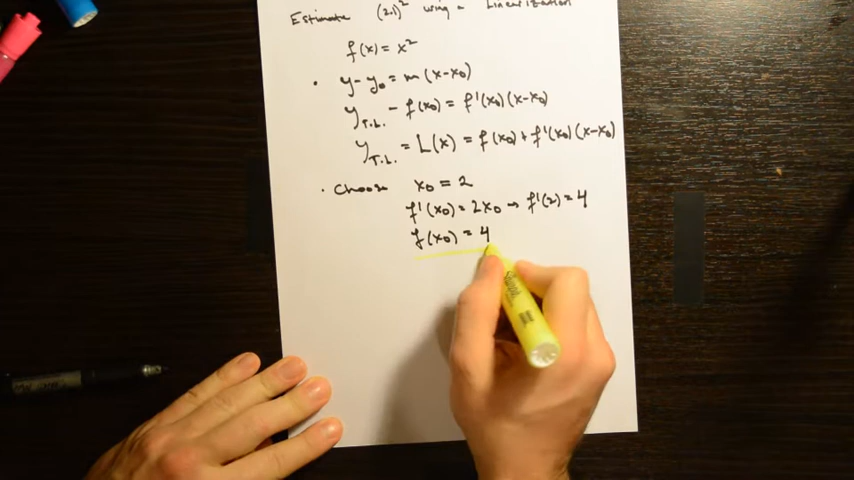 Estimate (2.1)² using a Linearization
f(x) = x²
• y - y₀ = m(x-x₀)
y_T.L. - f(x₀) = f'(x₀)(x-x₀)
y_T.L. = L(x) = f(x₀) + f'(x₀)(x-x₀)
• Choose x₀ = 2
f'(x₀) = 2x₀ → f'(2) = 4
f(x₀) = 4